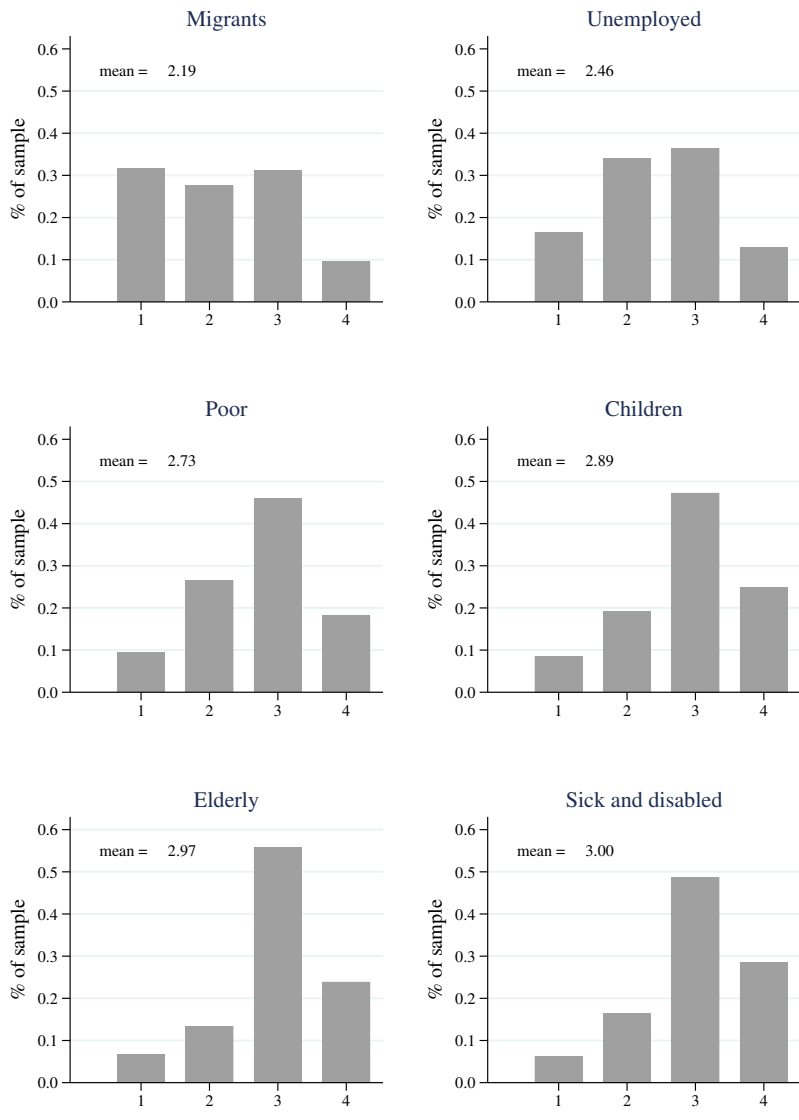 Migrants
mean = 2.19
% of sample
0.6
0.5
0.4
0.3
0.2
0.1
0.0
1 2 3 4
Unemployed
mean = 2.46
% of sample
0.6
0.5
0.4
0.3
0.2
0.1
0.0
1 2 3 4
Poor
mean = 2.73
% of sample
0.6
0.5
0.4
0.3
0.2
0.1
0.0
1 2 3 4
Children
mean = 2.89
% of sample
0.6
0.5
0.4
0.3
0.2
0.1
0.0
1 2 3 4
Elderly
mean = 2.97
% of sample
0.6
0.5
0.4
0.3
0.2
0.1
0.0
1 2 3 4
Sick and disabled
mean = 3.00
% of sample
0.6
0.5
0.4
0.3
0.2
0.1
0.0
1 2 3 4